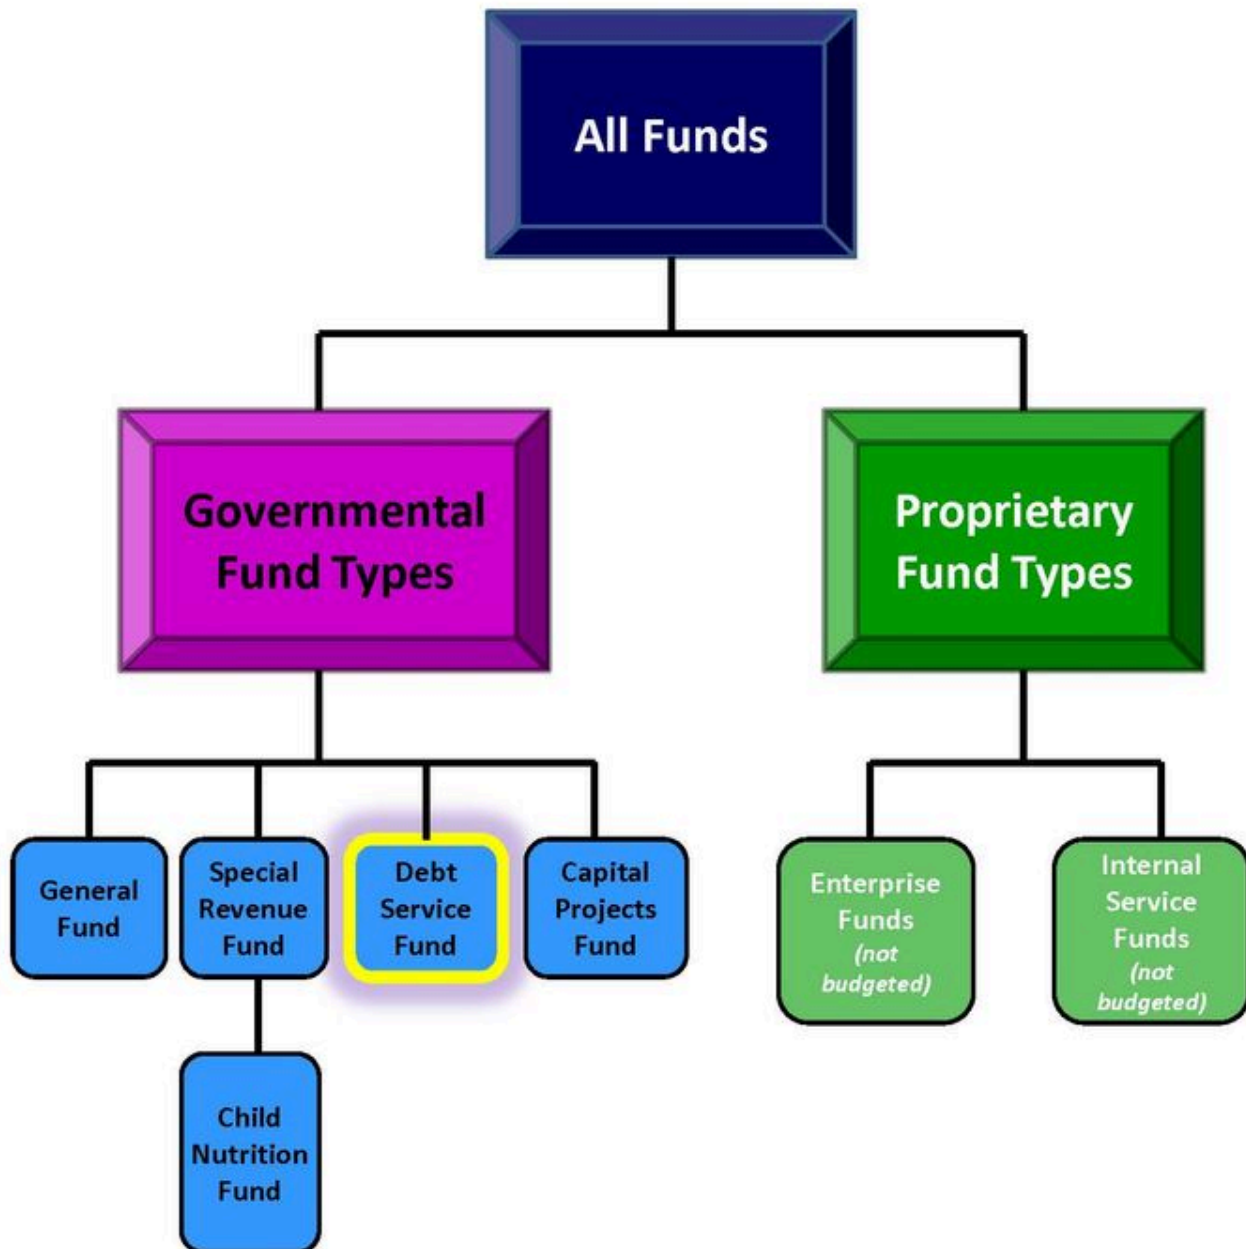 All Funds
Governmental
Fund Types
Proprietary
Fund Types
General
Fund
Special
Revenue
Fund
Debt
Service
Fund
Capital
Projects
Fund
Enterprise
Funds
(not
budgeted)
Internal
Service
Funds
(not
budgeted)
Child
Nutrition
Fund